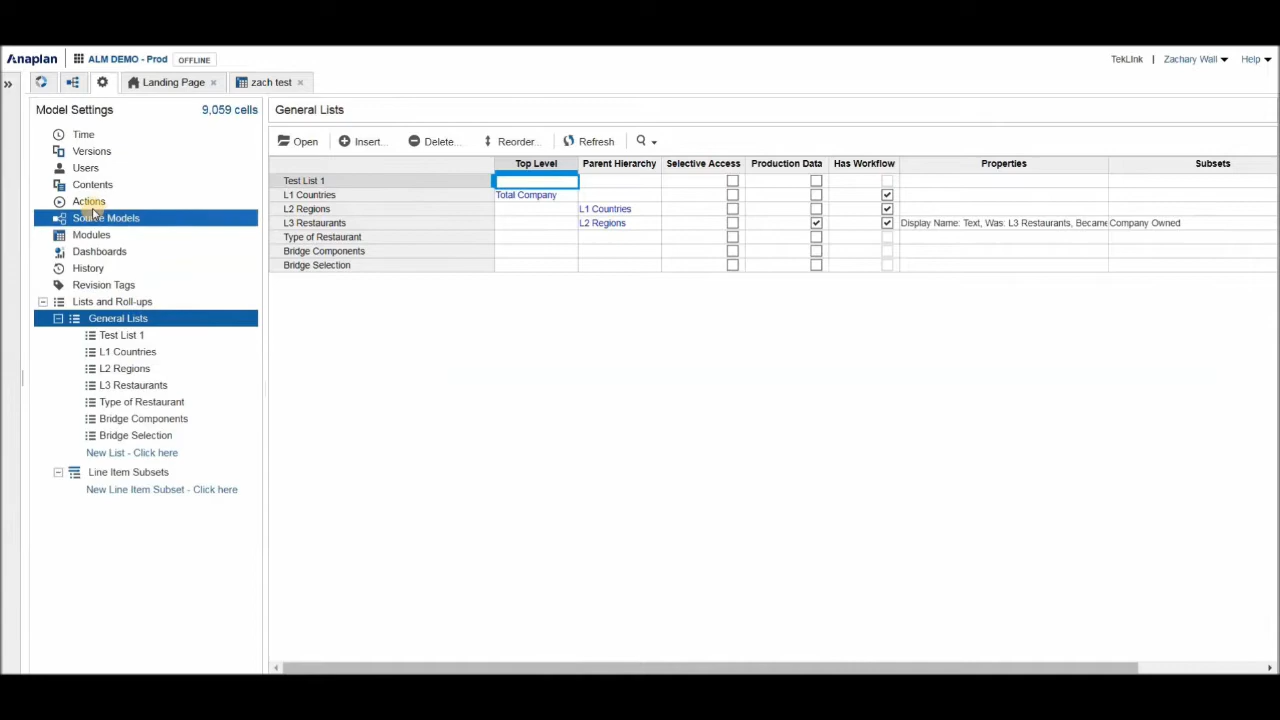 Anaplan ALM DEMO - Prod OFFLINE TekLInk | Zachary Wall Help
Landing Page × zach test ×
Model Settings 9,059 cells
Time
Versions
Users
Contents
Actions
Source Models
Modules
Dashboards
History
Revision Tags
Lists and Roll-ups
General Lists
Test List 1
L1 Countries
L2 Regions
L3 Restaurants
Type of Restaurant
Bridge Components
Bridge Selection
New List - Click here
Line Item Subsets
New Line Item Subset - Click here
General Lists
Open Insert... Delete... Reorder... Refresh
Top Level Parent Hierarchy Selective Access Production Data Has Workflow Properties Subsets
Test List 1
L1 Countries Total Company
L2 Regions L1 Countries
L3 Restaurants L2 Regions Display Name: Text, Was: L3 Restaurants, Became Company Owned
Type of Restaurant
Bridge Components
Bridge Selection